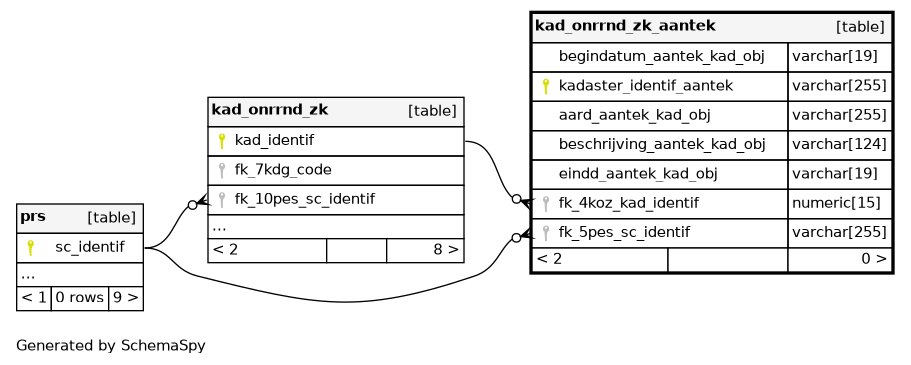 kad_onrrnd_zk_aantek [table]
begindatum_aantek_kad_obj varchar[19]
kadaster_identif_aantek varchar[255]
aard_aantek_kad_obj varchar[255]
beschrijving_aantek_kad_obj varchar[124]
eindd_aantek_kad_obj varchar[19]
fk_4koz_kad_identif numeric[15]
fk_5pes_sc_identif varchar[255]
< 2 0 >
kad_onrrnd_zk [table]
kad_identif
fk_7kdg_code
fk_10pes_sc_identif
...
< 2 8 >
prs [table]
sc_identif
...
< 1 0 rows 9 >
Generated by SchemaSpy